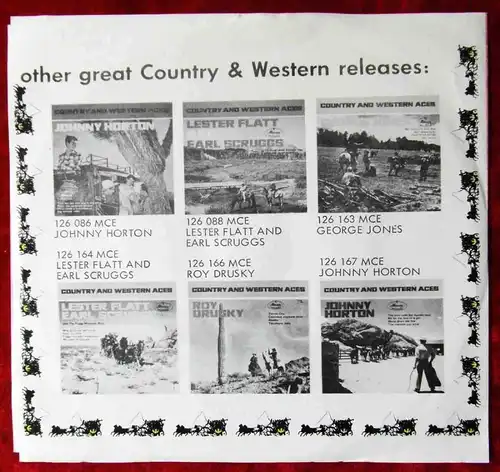 other great Country & Western releases:
COUNTRY AND WESTERN ACES
JOHNNY HORTON
COUNTRY AND WESTERN ACES
LESTER FLATT
EARL SCRUGGS
COUNTRY AND WESTERN ACES
126 086 MCE
JOHNNY HORTON
126 088 MCE
LESTER FLATT AND
EARL SCRUGGS
126 163 MCE
GEORGE JONES
126 164 MCE
LESTER FLATT AND
EARL SCRUGGS
126 166 MCE
ROY DRUSKY
126 167 MCE
JOHNNY HORTON
COUNTRY AND WESTERN ACES
LESTER FLATT
EARL SCRUGGS
COUNTRY AND WESTERN ACES
ROY
DRUSKY
COUNTRY AND WESTERN ACES
JOHNNY
HORTON